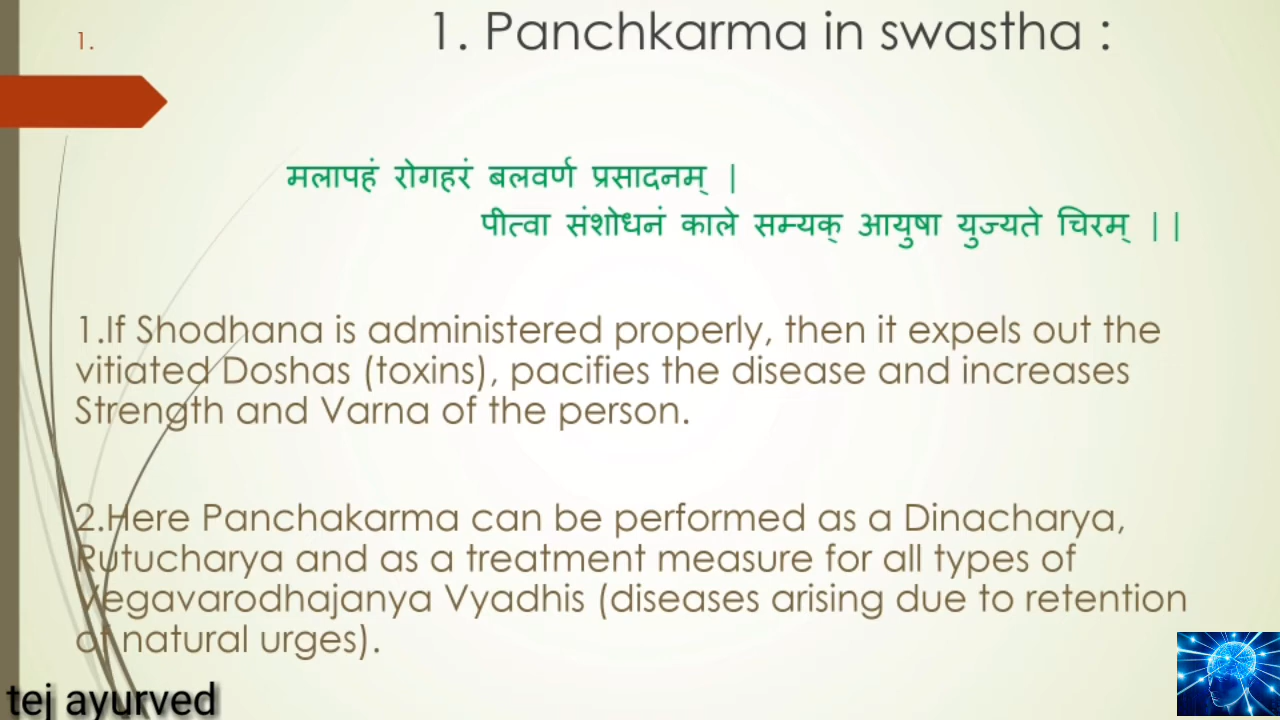 1.
1. Panchkarma in swastha :
मलापहं रोगहरं बलवर्ण प्रसादनम् |
पीत्वा संशोधनं काले सम्यक् आयुषा युज्यते चिरम् ||
1.If Shodhana is administered properly, then it expels out the
vitiated Doshas (toxins), pacifies the disease and increases
Strength and Varna of the person.
2.Here Panchakarma can be performed as a Dinacharya,
Rutucharya and as a treatment measure for all types of
Vegavarodhajanya Vyadhis (diseases arising due to retention
of natural urges).
tej ayurved